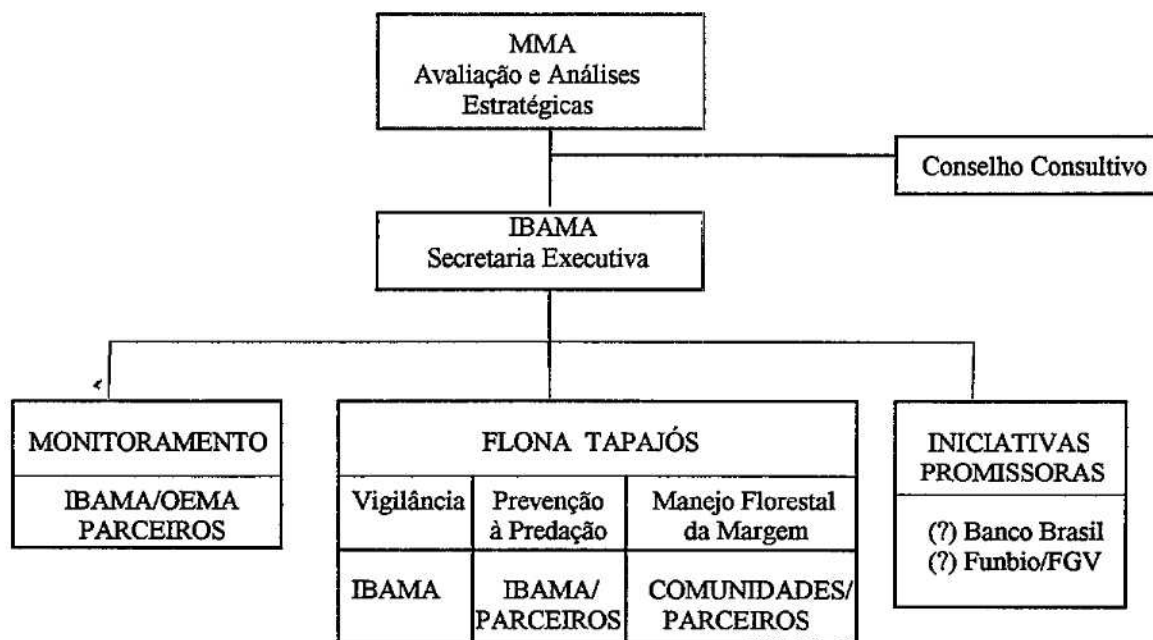 MMA
Avaliação e Análises
Estratégicas
Conselho Consultivo
IBAMA
Secretaria Executiva
MONITORAMENTO
IBAMA/OEMA
PARCEIROS
FLONA TAPAJÓS
Vigilância
Prevenção
à Predação
Manejo Florestal
da Margem
IBAMA
IBAMA/
PARCEIROS
COMUNIDADES/
PARCEIROS
INICIATIVAS
PROMISSORAS
(?) Banco Brasil
(?) Funbio/FGV